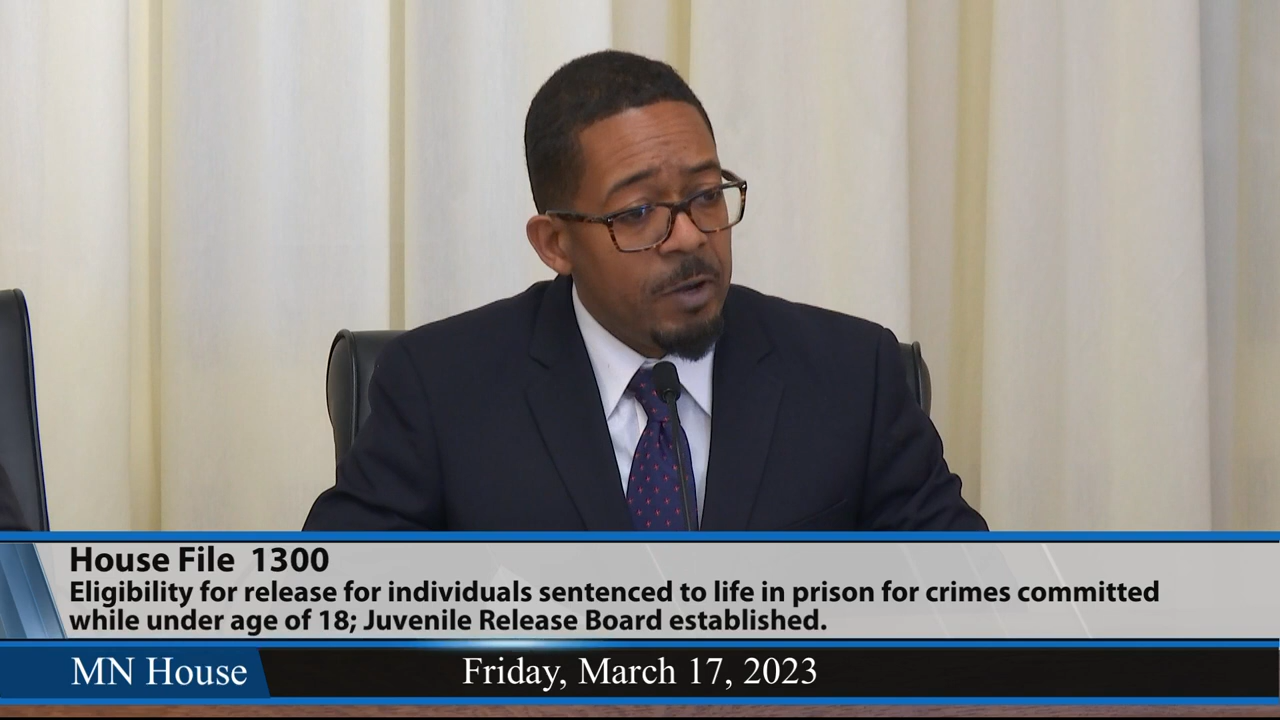 House File 1300
Eligibility for release for individuals sentenced to life in prison for crimes committed
while under age of 18; Juvenile Release Board established.
MN House
Friday, March 17, 2023